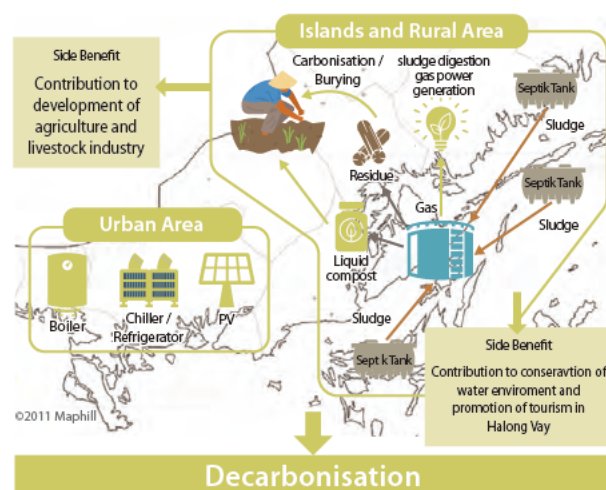 Islands and Rural Area
Side Benefit
Contribution to
development of
agriculture and
livestock industry
Carbonisation /
Burying
sludge digestion
gas power
generation
Septik Tank
Sludge
Residue
Septik Tank
Gas
Sludge
Liquid
compost
Urban Area
Boiler
Chiller /
Refrigerator
PV
Sludge
Sept k Tank
Side Benefit
Contribution to conseravtion of
water enviroment and
promotion of tourism in
Halong Vay
©2011 Maphill
Decarbonisation